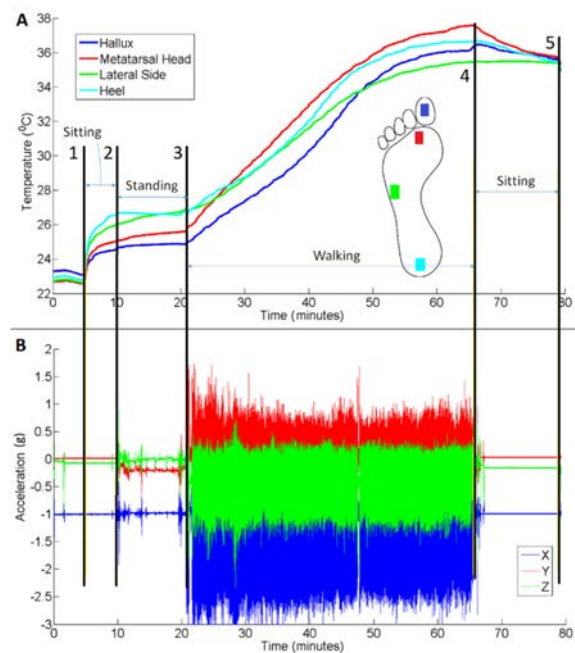 A
38
36
34
32
30
28
26
24
22
Temperature (⁰C)
Hallux
Metatarsal Head
Lateral Side
Heel
Sitting
1
2
3
4
5
Standing
Walking
Sitting
0
10
20
30
40
50
60
70
80
Time (minutes)
B
2
1.5
1
0.5
0
-0.5
-1
-1.5
-2
-2.5
-3
Acceleration (g)
X
Y
Z
0
10
20
30
40
50
60
70
80
Time (minutes)